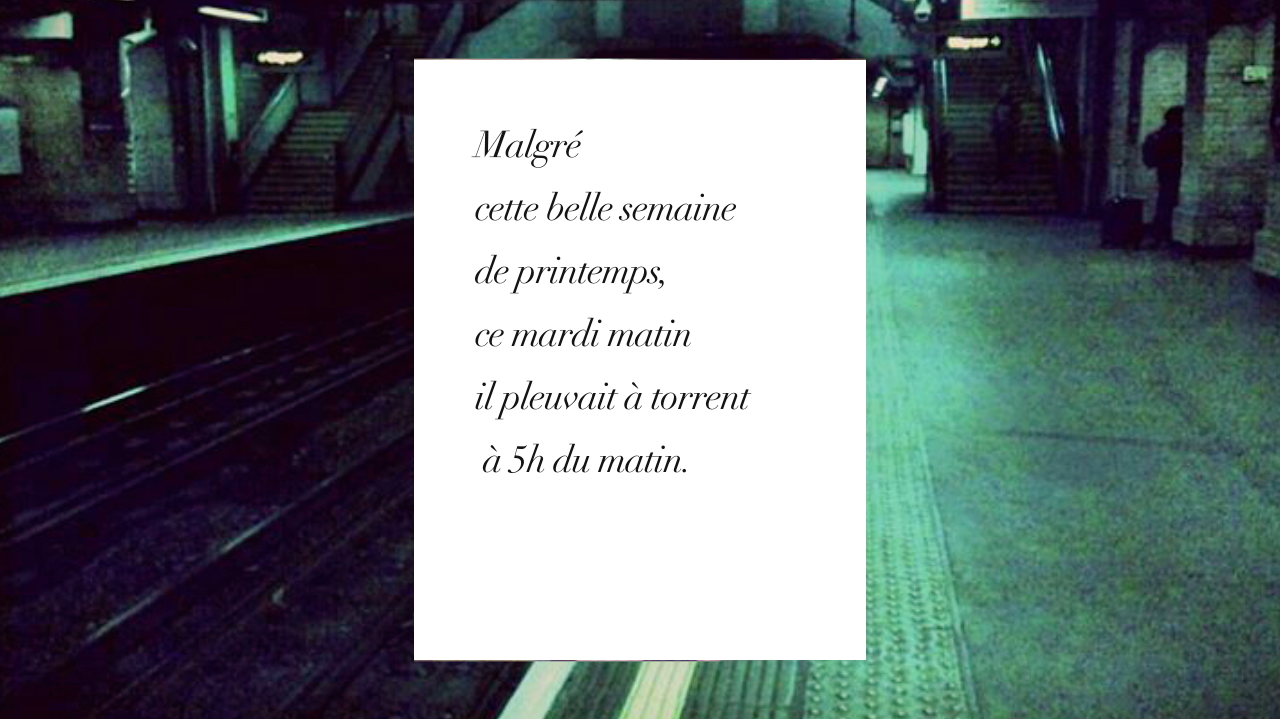 Malgré
cette belle semaine
de printemps,
ce mardi matin
il pleuvait à torrent
à 5h du matin.